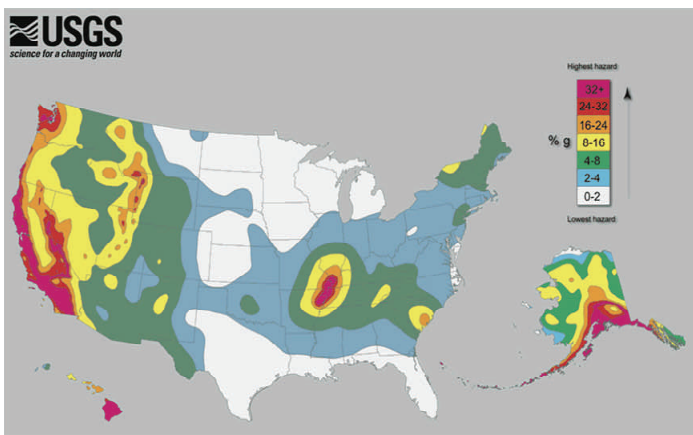 USGS
science for a changing world
Highest hazard
32+
24-32
16-24
% g
8-16
4-8
2-4
0-2
Lowest hazard